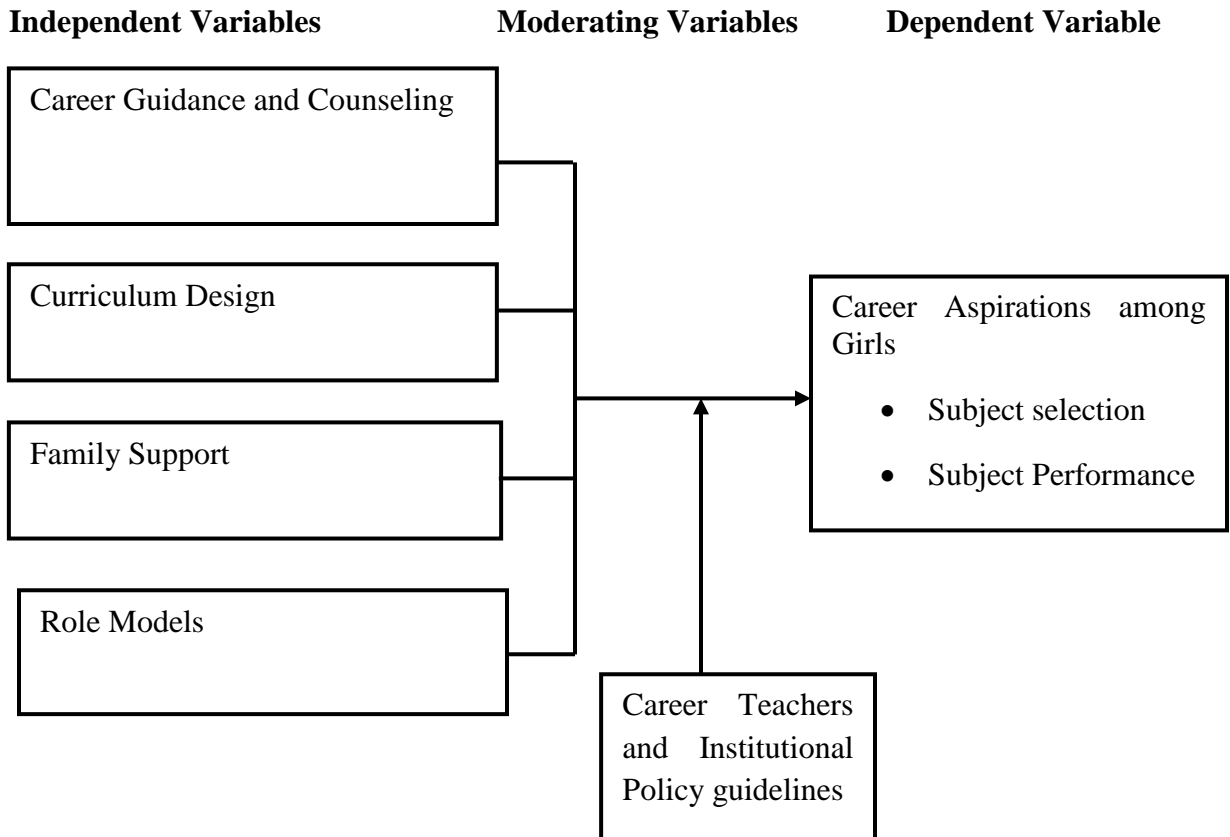 Independent Variables Moderating Variables Dependent Variable
Career Guidance and Counseling
Curriculum Design
Family Support
Role Models
Career Teachers
and Institutional
Policy guidelines
Career Aspirations among
Girls
• Subject selection
• Subject Performance